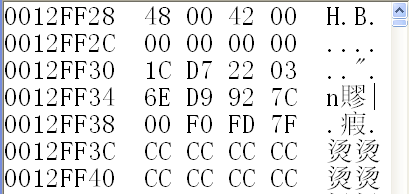 0012FF28 48 00 42 00 H.B.
0012FF2C 00 00 00 00 ....
0012FF30 1C D7 22 03 ..".
0012FF34 6E D9 92 7C n賿|
0012FF38 00 F0 FD 7F .瘕.
0012FF3C CC CC CC CC 烫烫
0012FF40 CC CC CC CC 烫烫